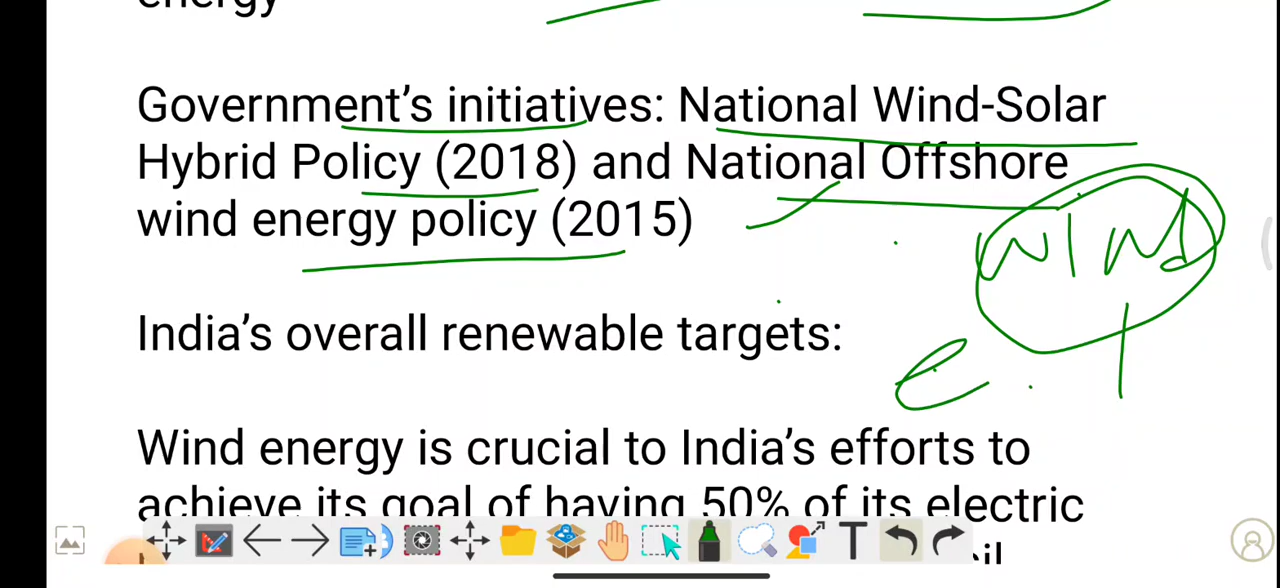 energy
Government's initiatives: National Wind-Solar
Hybrid Policy (2018) and National Offshore
wind energy policy (2015)
wind
e
India's overall renewable targets:
Wind energy is crucial to India's efforts to
achieve its goal of having 50% of its electric
T